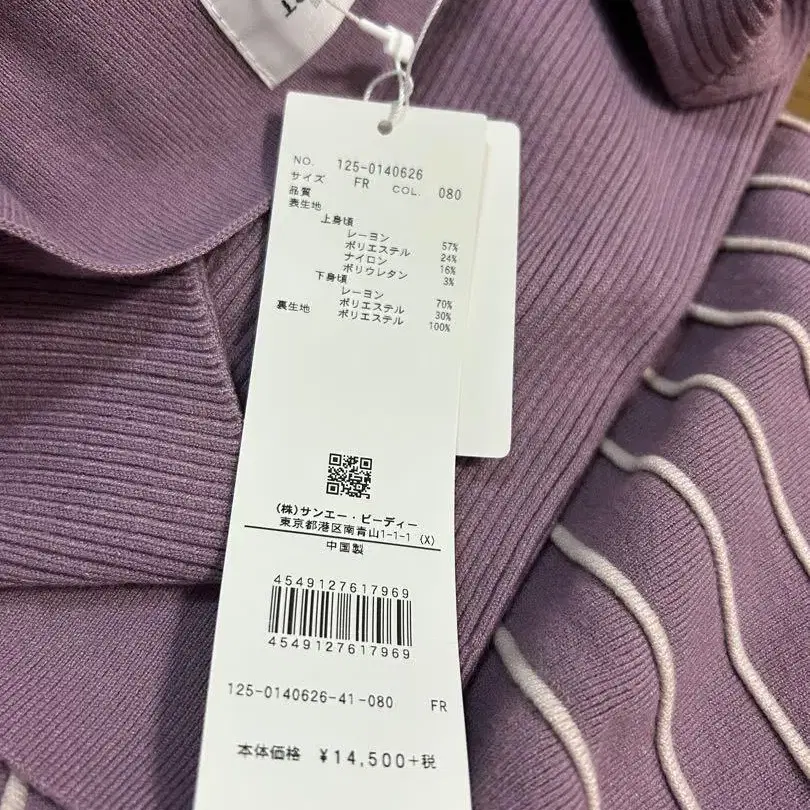 NO. 125-0140626
サイズ FR COL. 080
品質
表生地
上身頃
レーヨン 57%
ポリエステル 24%
ナイロン 16%
ポリウレタン 3%
下身頃
レーヨン 70%
ポリエステル 30%
裏生地 ポリエステル 100%
(株)サンエー・ビーディー
東京都港区南青山1-1-1 (X)
中国製
4549127617969
4549127617969
125-0140626-41-080 FR
本体価格 ¥14,500+税